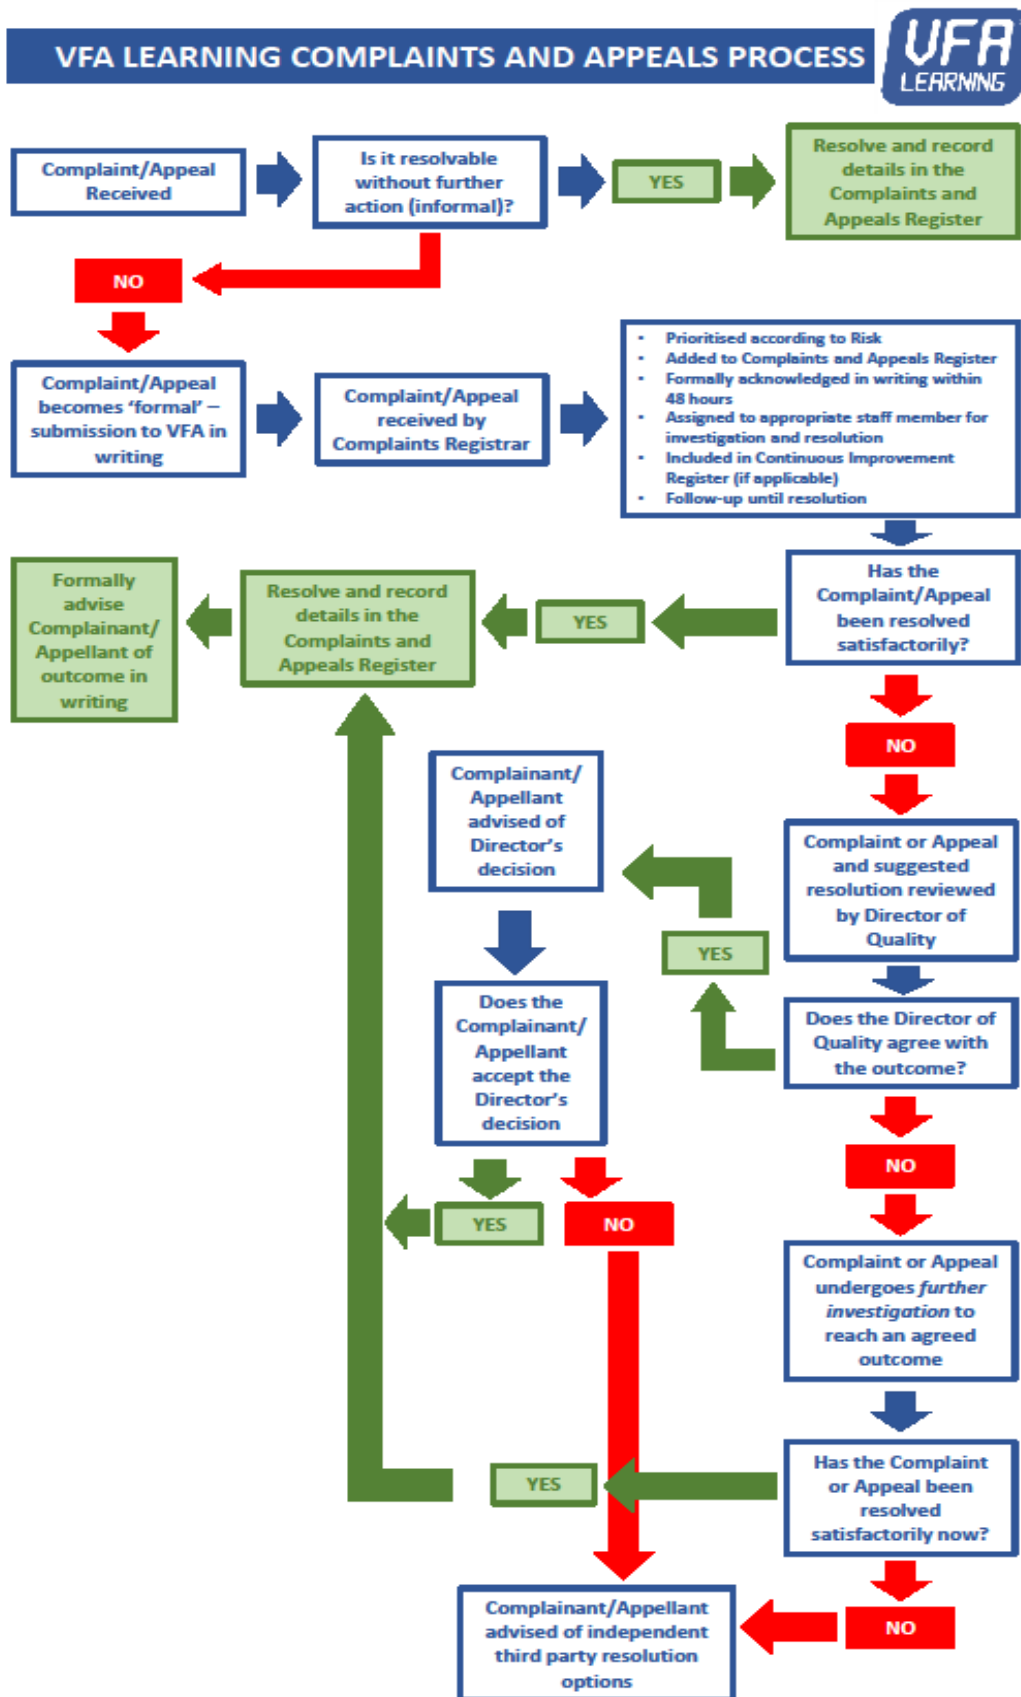 VFA LEARNING COMPLAINTS AND APPEALS PROCESS
VFA
LEARNING
Complaint/Appeal
Received
Is it resolvable
without further
action (informal)?
YES
Resolve and record
details in the
Complaints and
Appeals Register
NO
Complaint/Appeal
becomes ‘formal’ –
submission to VFA in
writing
Complaint/Appeal
received by
Complaints Registrar
• Prioritised according to Risk
• Added to Complaints and Appeals Register
• Formally acknowledged in writing within
48 hours
• Assigned to appropriate staff member for
investigation and resolution
• Included in Continuous Improvement
Register (if applicable)
• Follow-up until resolution
Has the
Complaint/Appeal
been resolved
satisfactorily?
YES
Resolve and record
details in the
Complaints and
Appeals Register
Formally
advise
Complainant/
Appellant of
outcome in
writing
NO
Complaint or Appeal
and suggested
resolution reviewed
by Director of
Quality
Complainant/
Appellant
advised of
Director’s
decision
YES
Does the Director of
Quality agree with
the outcome?
Does the
Complainant/
Appellant
accept the
Director’s
decision
NO
YES
NO
Complaint or Appeal
undergoes further
investigation to
reach an agreed
outcome
Has the Complaint
or Appeal been
resolved
satisfactorily now?
YES
NO
Complainant/Appellant
advised of independent
third party resolution
options